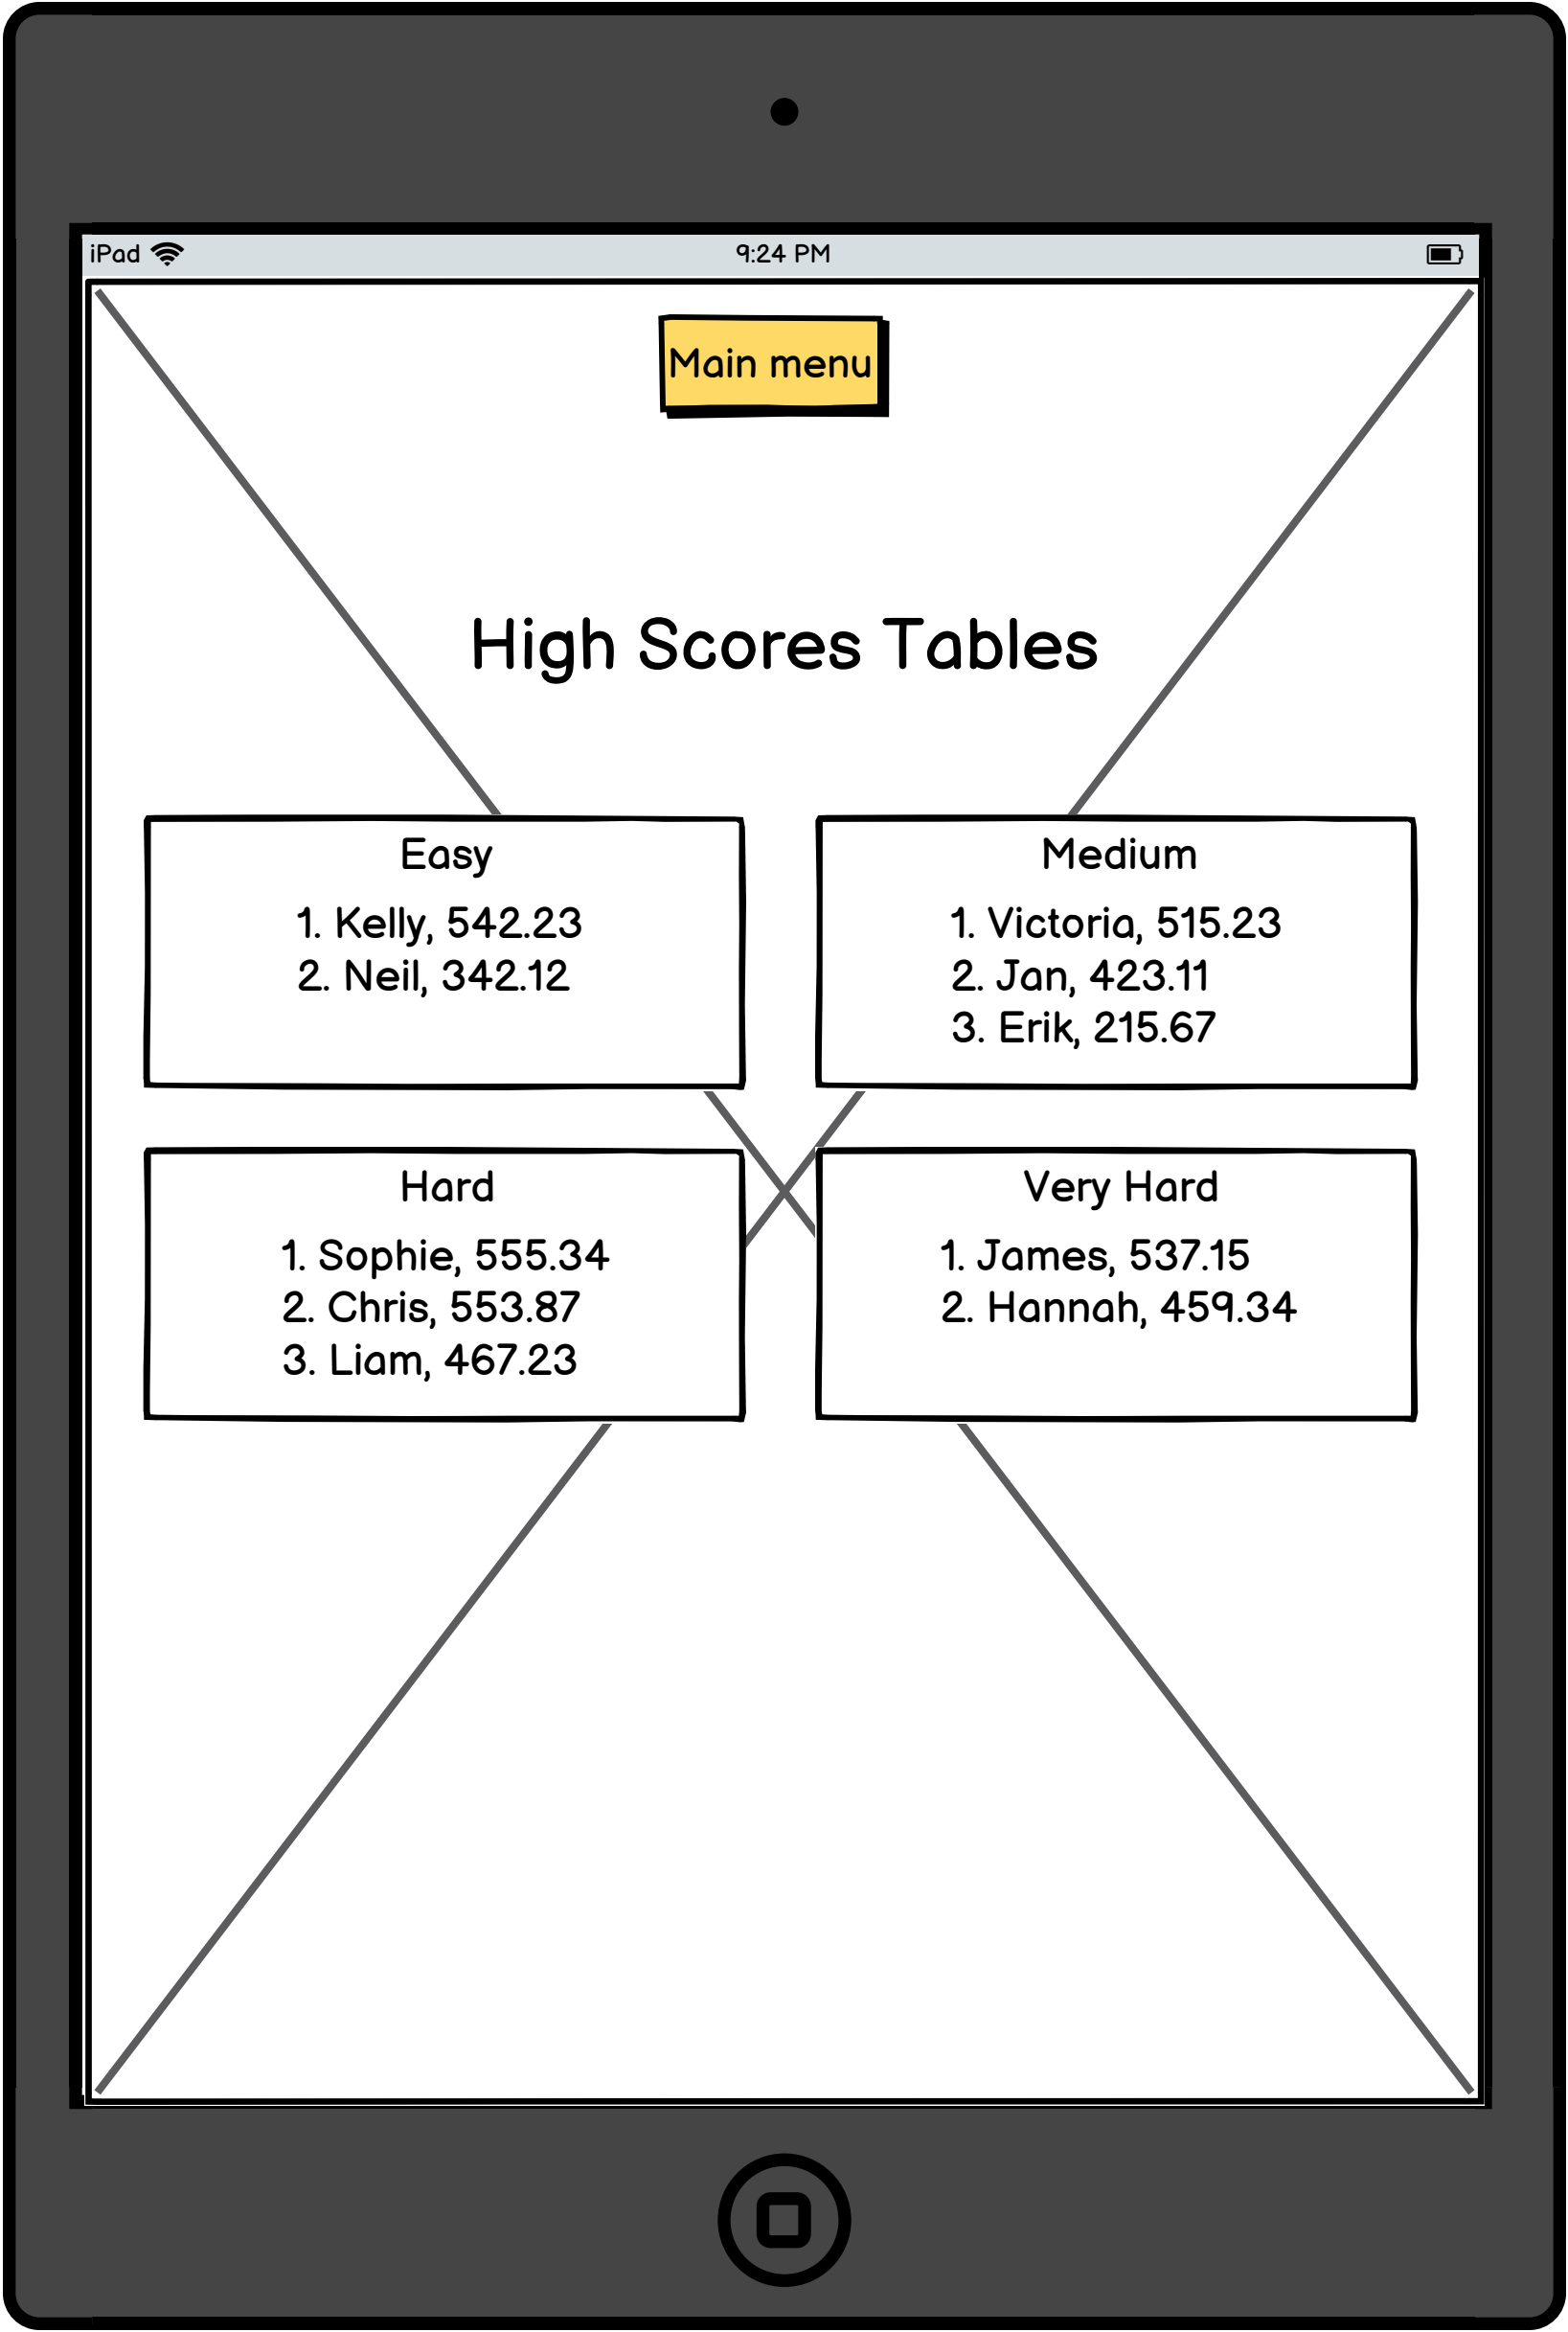 iPad 9:24 PM
Main menu
High Scores Tables
Easy
1. Kelly, 542.23
2. Neil, 342.12
Medium
1. Victoria, 515.23
2. Jan, 423.11
3. Erik, 215.67
Hard
1. Sophie, 555.34
2. Chris, 553.87
3. Liam, 467.23
Very Hard
1. James, 537.15
2. Hannah, 459.34